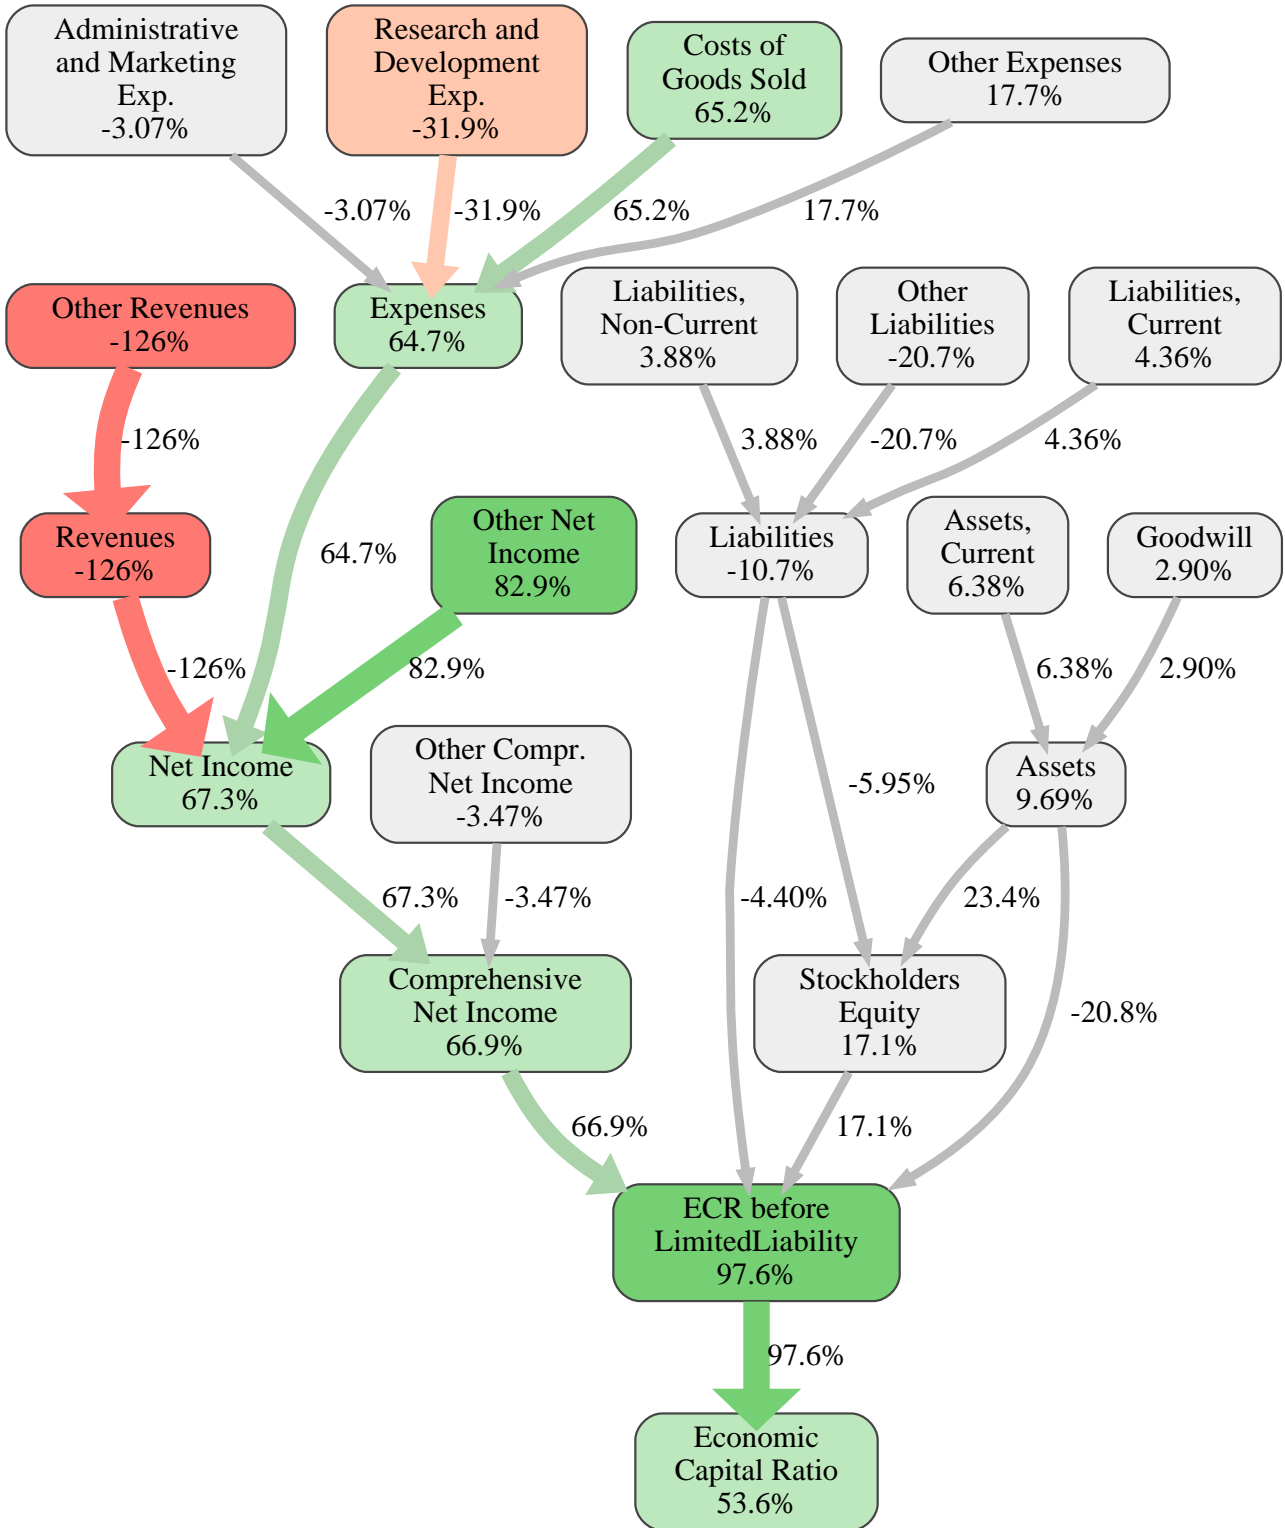 Administrative
and Marketing
Exp.
-3.07%
Research and
Development
Exp.
-31.9%
Costs of
Goods Sold
65.2%
Other Expenses
17.7%
-3.07%
-31.9%
65.2%
17.7%
Other Revenues
-126%
Expenses
64.7%
Liabilities,
Non-Current
3.88%
Other
Liabilities
-20.7%
Liabilities,
Current
4.36%
-126%
3.88%
-20.7%
4.36%
Revenues
-126%
64.7%
Other Net
Income
82.9%
Liabilities
-10.7%
Assets,
Current
6.38%
Goodwill
2.90%
-126%
82.9%
6.38%
2.90%
Net Income
67.3%
Other Compr.
Net Income
-3.47%
-5.95%
Assets
9.69%
67.3%
-3.47%
-4.40%
23.4%
Comprehensive
Net Income
66.9%
Stockholders
Equity
17.1%
-20.8%
66.9%
17.1%
ECR before
LimitedLiability
97.6%
97.6%
Economic
Capital Ratio
53.6%